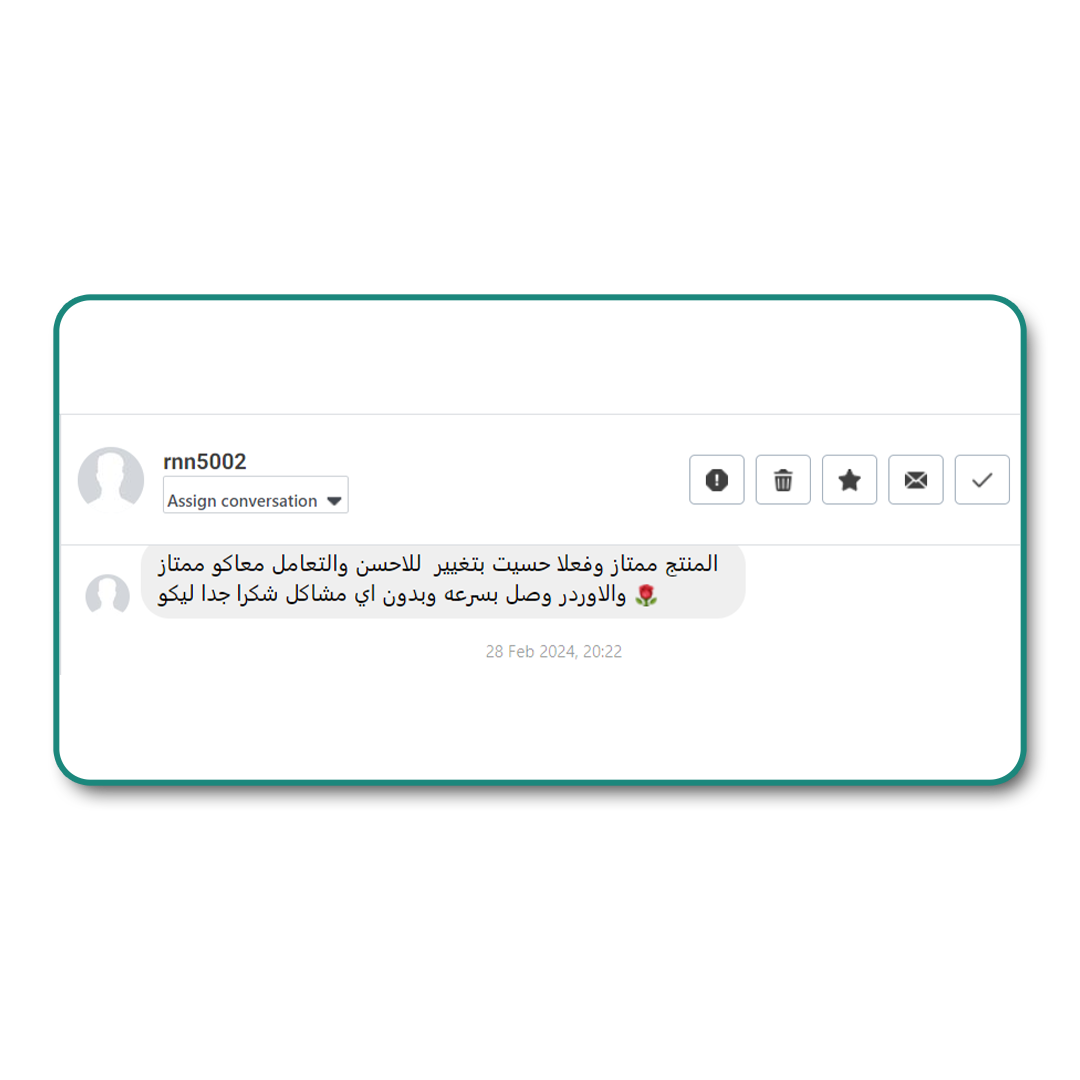 rnn5002
Assign conversation
المنتج ممتاز وفعلا حسيت بتغيير للاحسن والتعامل معاكو ممتاز
والاوردر وصل بسرعه وبدون اي مشاكل شكرا جدا ليكو 🌹
28 Feb 2024, 20:22